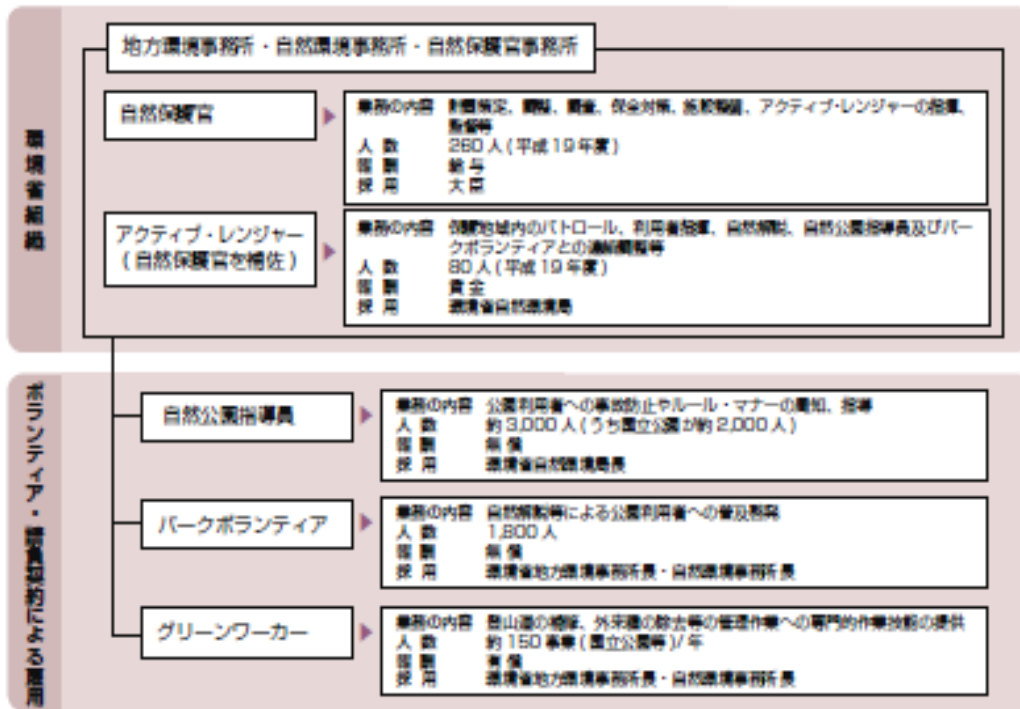 環境省組織
地方環境事務所・自然環境事務所・自然保護官事務所
自然保護官
業務の内容 計画策定、調整、調査、保全対策、施設整備、アクティブ・レンジャーの指揮、
監督等
人 数 260人(平成19年度)
報 酬 給与
採 用 大臣
アクティブ・レンジャー
(自然保護官を補佐)
業務の内容 保護地域内のパトロール、利用者指導、自然解説、自然公園指導員及びパー
クボランティアとの連絡調整等
人 数 80人(平成19年度)
報 酬 賃金
採 用 環境省自然環境局
ボランティア・請負契約による雇用
自然公園指導員
業務の内容 公園利用者への事故防止やルール・マナーの周知、指導
人 数 約3,000人(うち国立公園が約2,000人)
報 酬 無償
採 用 環境省自然環境局長
パークボランティア
業務の内容 自然解説等による公園利用者への普及啓発
人 数 1,800人
報 酬 無償
採 用 環境省地方環境事務所長・自然環境事務所長
グリーンワーカー
業務の内容 登山道の補修、外来種の除去等の管理作業への専門的作業技能の提供
人 数 約150事業(国立公園等)/年
報 酬 有償
採 用 環境省地方環境事務所長・自然環境事務所長